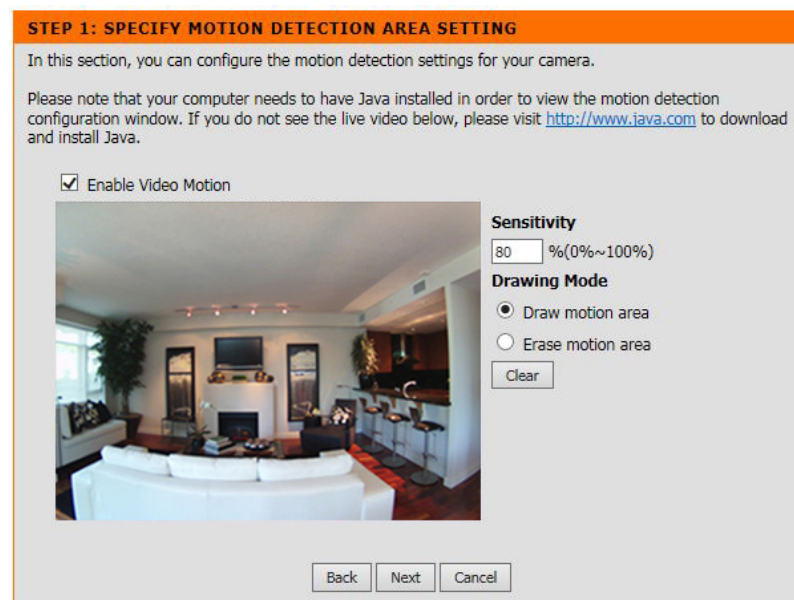 STEP 1: SPECIFY MOTION DETECTION AREA SETTING
In this section, you can configure the motion detection settings for your camera.
Please note that your computer needs to have Java installed in order to view the motion detection
configuration window. If you do not see the live video below, please visit http://www.java.com to download
and install Java.
Enable Video Motion
Sensitivity
80 %(0%~100%)
Drawing Mode
Draw motion area
Erase motion area
Clear
Back Next Cancel